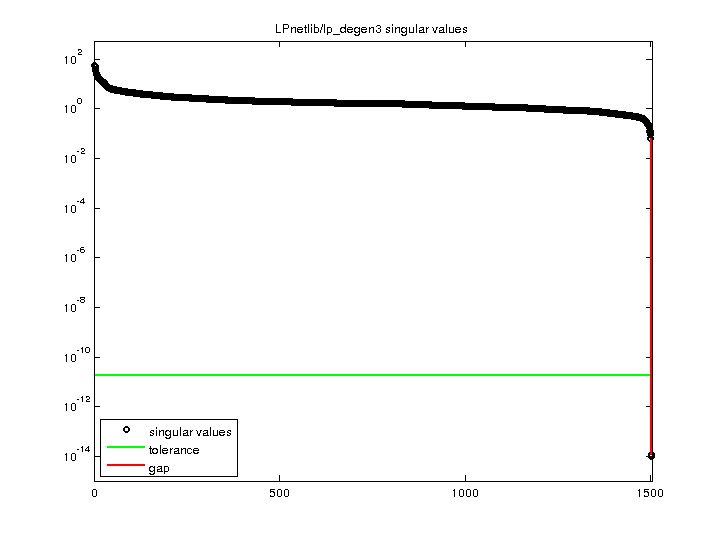 LPnetlib/lp_degen3 singular values
10^2
10^0
10^-2
10^-4
10^-6
10^-8
10^-10
10^-12
10^-14
singular values
tolerance
gap
0 500 1000 1500